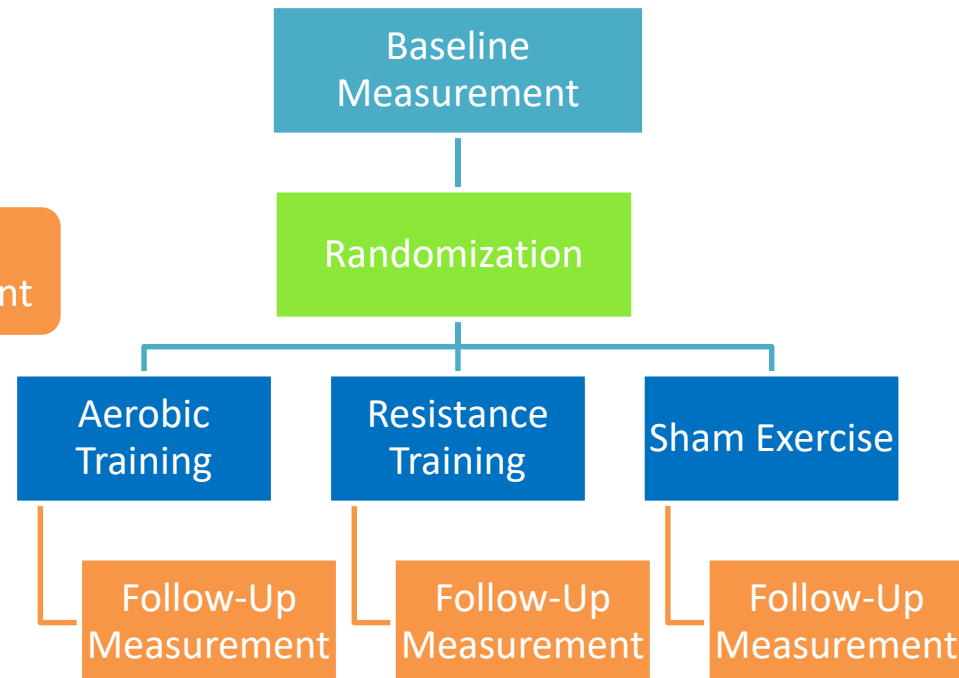 Baseline
Measurement
Randomization
nt
Aerobic
Training
Resistance
Training
Sham Exercise
Follow-Up
Measurement
Follow-Up
Measurement
Follow-Up
Measurement